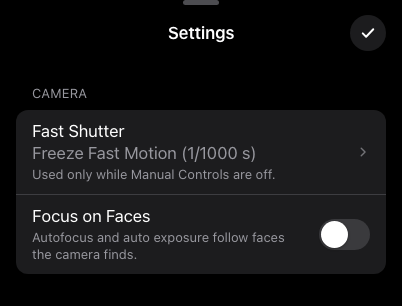 Settings
CAMERA
Fast Shutter
Freeze Fast Motion (1/1000 s)
Used only while Manual Controls are off.
Focus on Faces
Autofocus and auto exposure follow faces
the camera finds.